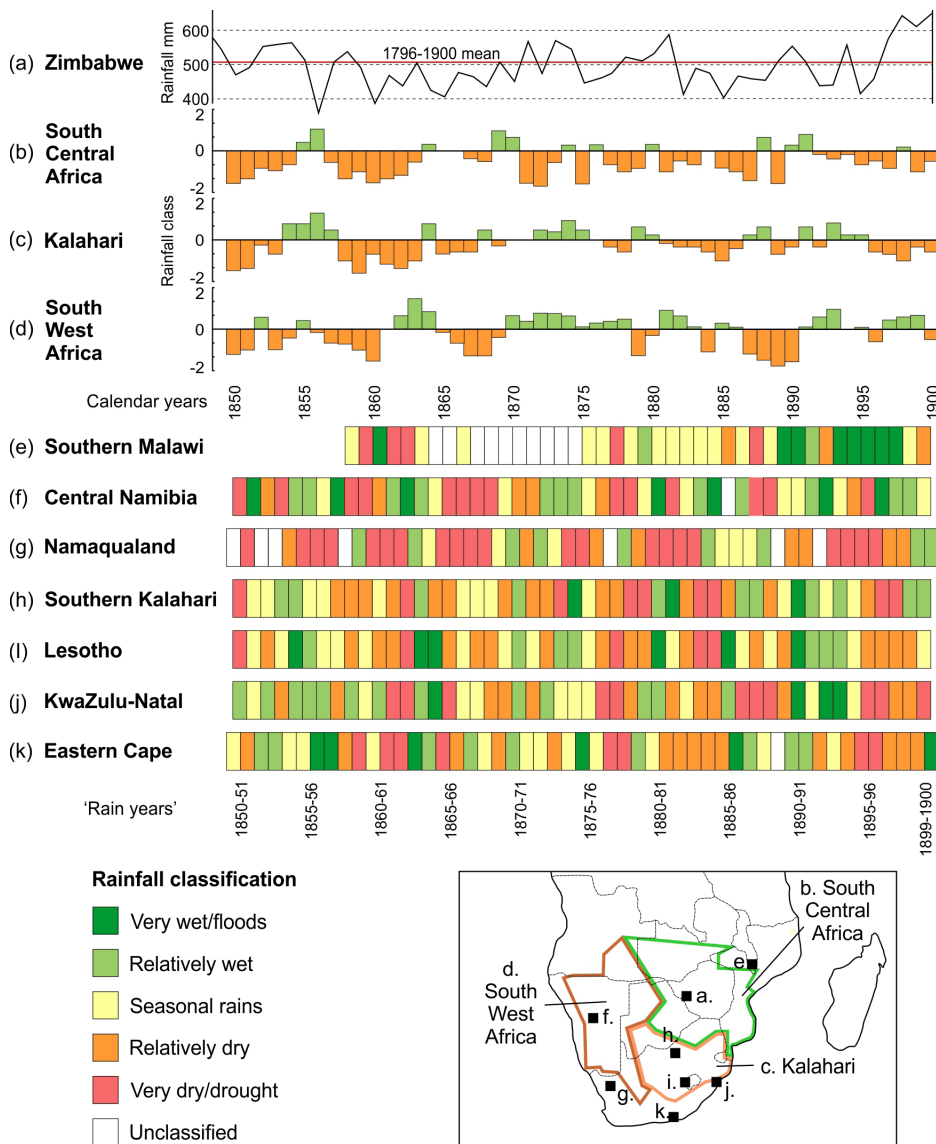 (a) Zimbabwe
Rainfall mm
600
500
400
1796-1900 mean
(b) South
Central
Africa
2
0
-2
(c) Kalahari
Rainfall class
2
0
-2
(d) South
West
Africa
2
0
-2
Calendar years
1850
1855
1860
1865
1870
1875
1880
1885
1890
1895
1900
(e) Southern Malawi
(f) Central Namibia
(g) Namaqualand
(h) Southern Kalahari
(I) Lesotho
(j) KwaZulu-Natal
(k) Eastern Cape
'Rain years'
1850-51
1855-56
1860-61
1865-66
1870-71
1875-76
1880-81
1885-86
1890-91
1895-96
1899-1900
Rainfall classification
Very wet/floods
Relatively wet
Seasonal rains
Relatively dry
Very dry/drought
Unclassified
b. South
Central
Africa
d.
South
West
Africa
e.
a.
f.
h.
c. Kalahari
g.
i.
j.
k.